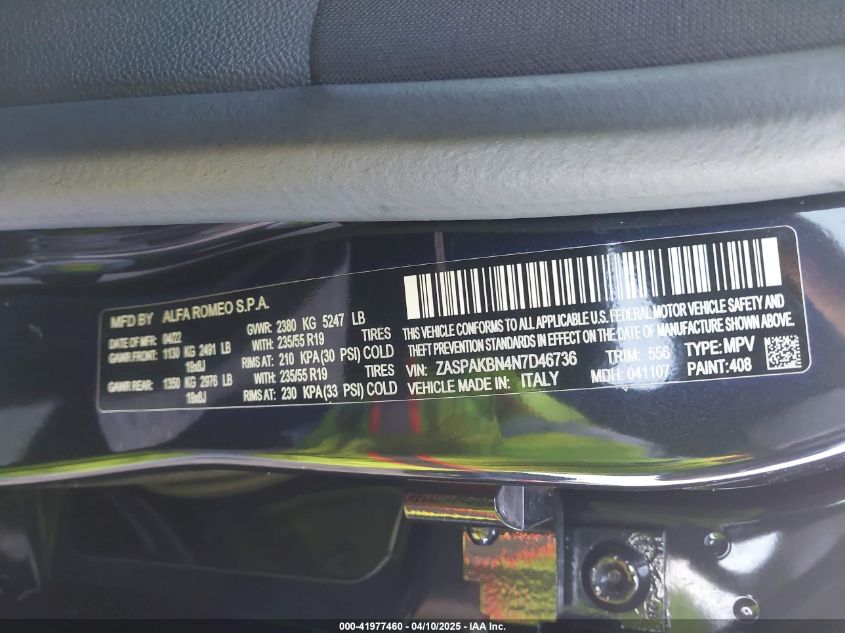 MFD BY ALFA ROMEO S.P.A.
DATE OF MFR 04/22 GVWR: 2380 KG 5247 LB
GAWR FRONT: 1130 KG 2491 LB WITH: 235/55 R19 TIRES
19x8J RIMS AT: 210 KPA (30 PSI) COLD
GAWR REAR: 1350 KG 2976 LB WITH: 235/55 R19 TIRES
19x8J RIMS AT: 230 KPA (33 PSI) COLD
THIS VEHICLE CONFORMS TO ALL APPLICABLE U.S. FEDERAL MOTOR VEHICLE SAFETY AND
THEFT PREVENTION STANDARDS IN EFFECT ON THE DATE OF MANUFACTURE SHOWN ABOVE.
VIN: ZASPAKBN4N7D46736 TRIM: 556 TYPE: MPV
VEHICLE MADE IN: ITALY MDH: 041107 PAINT: 408
000-41977460 - 04/10/2025 - IAA Inc.